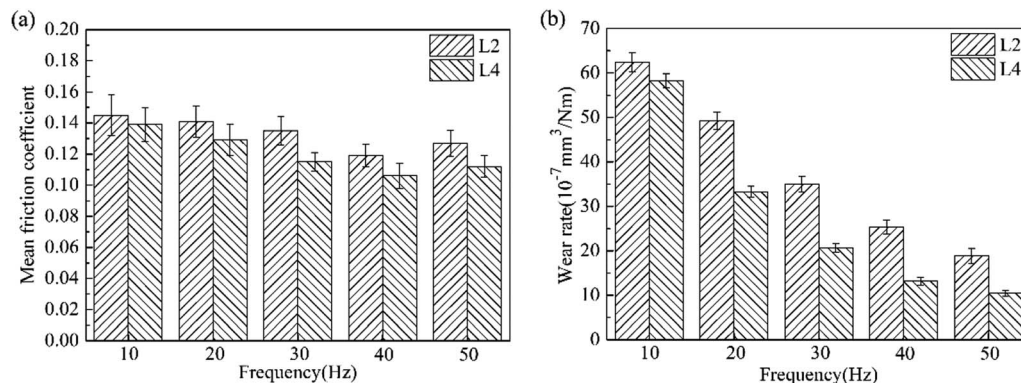 (a)
0.20
0.18
0.16
0.14
0.12
0.10
0.08
0.06
0.04
0.02
0.00
Mean friction coefficient
L2
L4
10 20 30 40 50
Frequency(Hz)
(b)
70
60
50
40
30
20
10
0
Wear rate(10⁻⁷mm³/Nm)
L2
L4
10 20 30 40 50
Frequency(Hz)